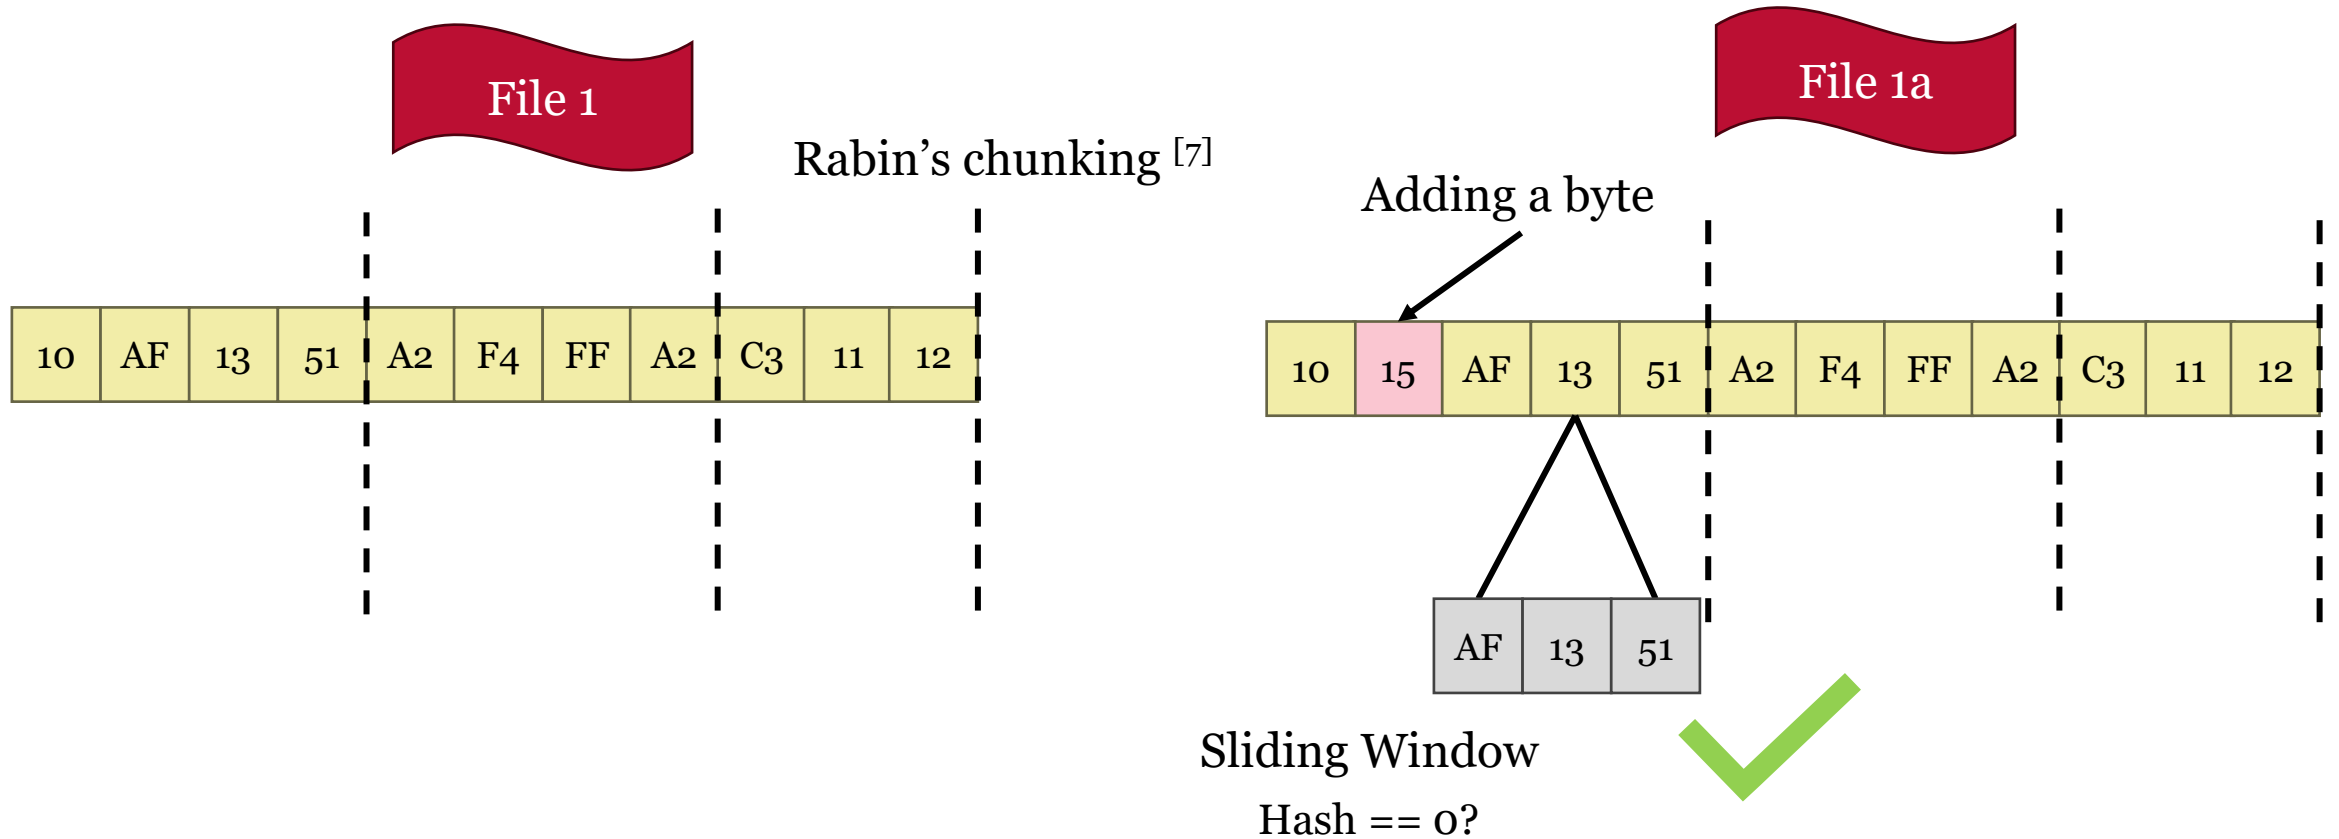 File 1
File 1a
Rabin’s chunking [7]
Adding a byte
10 AF 13 51 A2 F4 FF A2 C3 11 12
10 15 AF 13 51 A2 F4 FF A2 C3 11 12
AF 13 51
Sliding Window
Hash == 0?